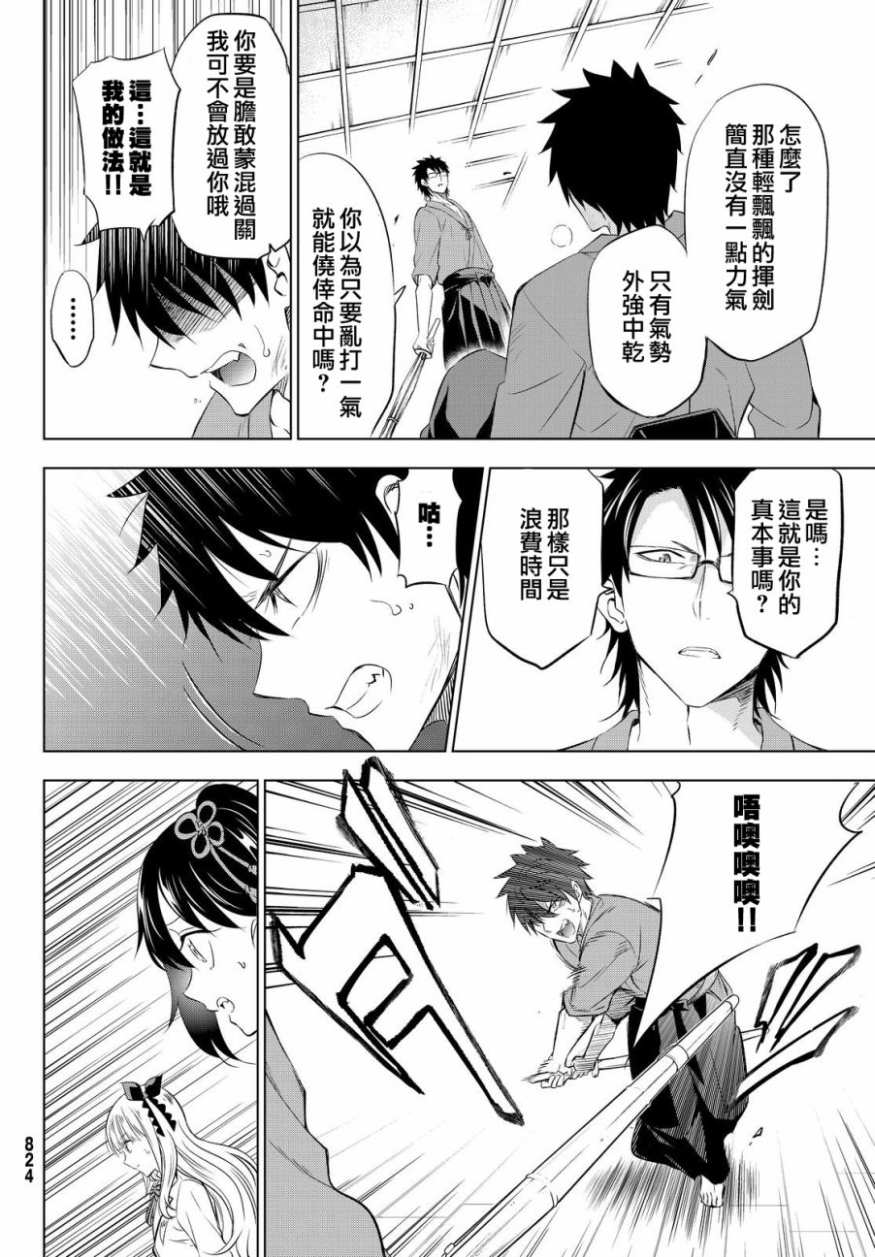 怎麼了
那種輕飄飄的揮劍
簡直沒有一點力氣
只有氣勢
外強中乾
你以為只要亂打一氣
就能僥倖命中嗎？
你要是膽敢蒙混過關
我可不會放過你哦
這…這就是
我的做法!!
……
是嗎…
這就是你的
真本事嗎？
那樣只是
浪費時間
咕…
唔噢噢噢!!
824